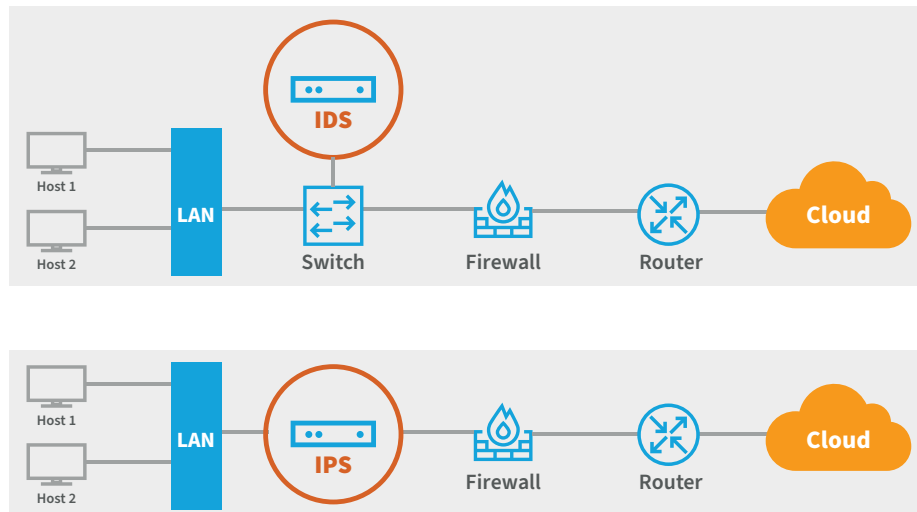 IDS
Host 1
LAN
Cloud
Host 2
Switch
Firewall
Router
Host 1
LAN
Cloud
IPS
Firewall
Router
Host 2